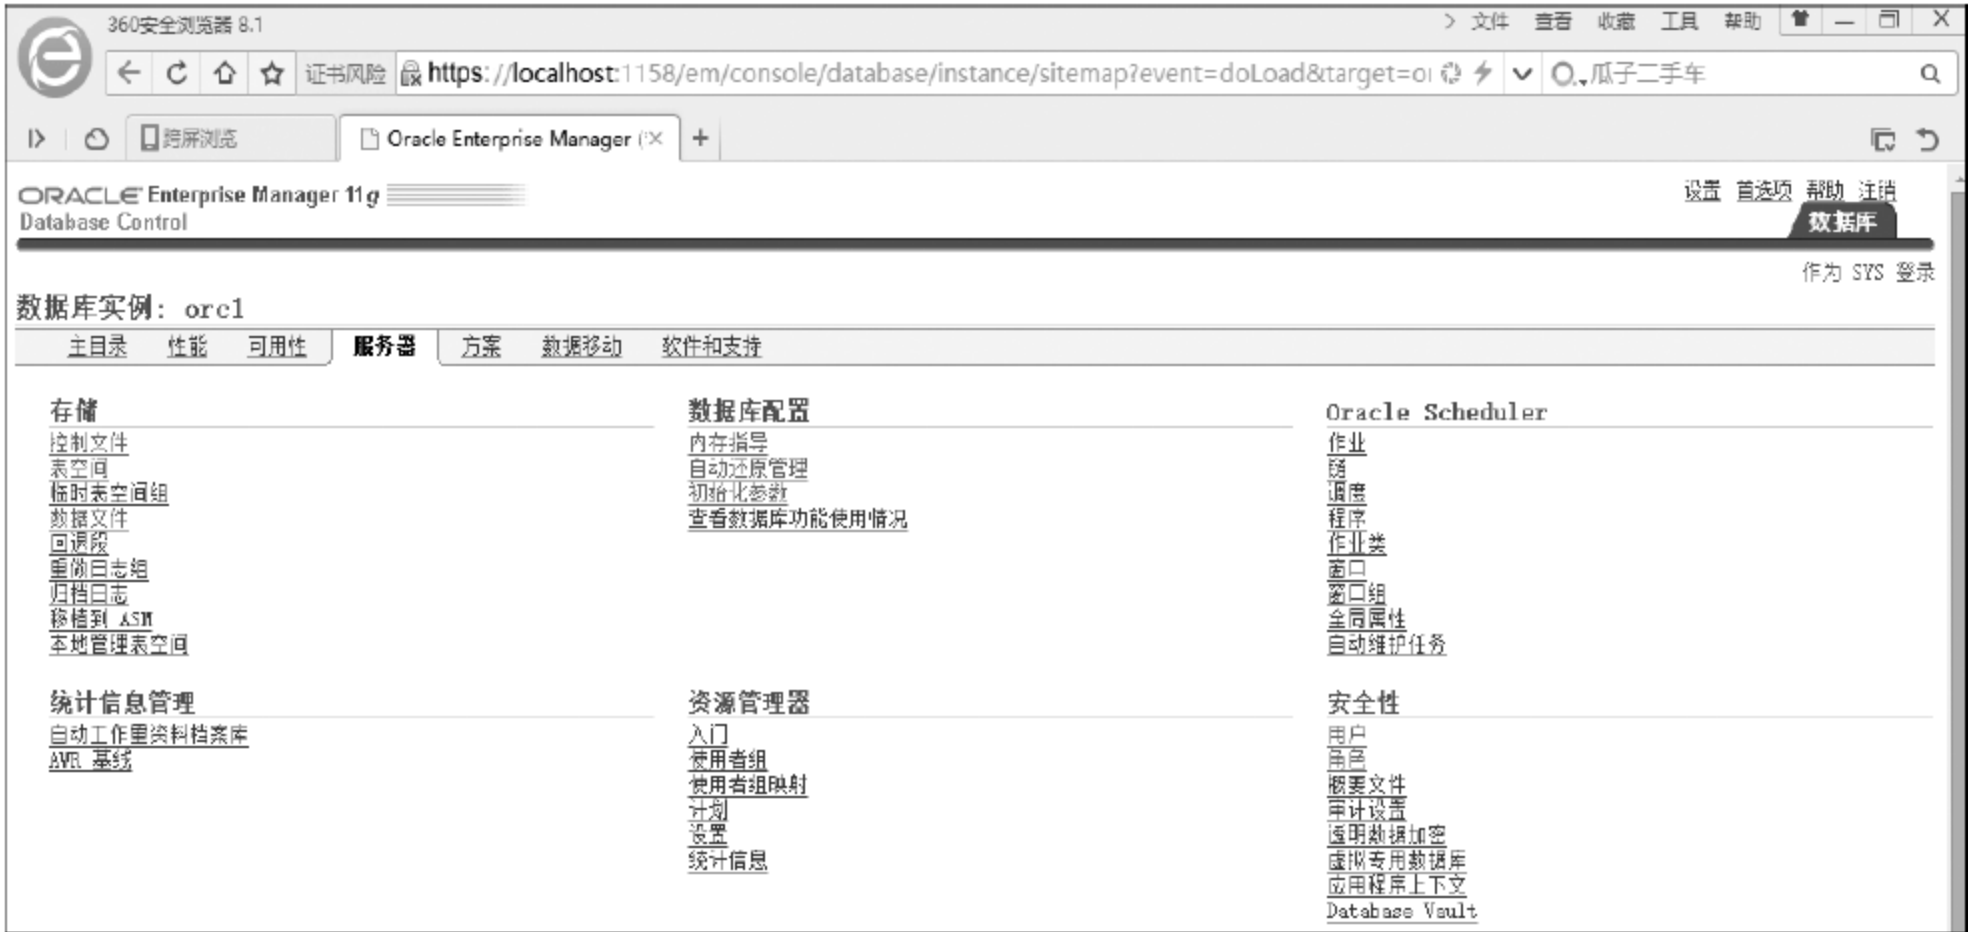 360安全浏览器 8.1
文件 查看 收藏 工具 帮助
证书风险 https://localhost:1158/em/console/database/instance/sitemap?event=doLoad&target=or 瓜子二手车
跨屏浏览 Oracle Enterprise Manager (
ORACLE Enterprise Manager 11g
Database Control
设置 首选项 帮助 注销
数据库
作为 SYS 登录
数据库实例: orcl
主目录 性能 可用性 服务器 方案 数据移动 软件和支持
存储
控制文件
表空间
临时表空间组
数据文件
回退段
重做日志组
归档日志
移植到 ASM
本地管理表空间
数据库配置
内存指导
自动还原管理
初始化参数
查看数据库功能使用情况
Oracle Scheduler
作业
链
调度
程序
作业类
窗口
窗口组
全局属性
自动维护任务
统计信息管理
自动工作量资料档案库
AWR 基线
资源管理器
入门
使用者组
使用者组映射
计划
设置
统计信息
安全性
用户
角色
概要文件
审计设置
透明数据加密
虚拟专用数据库
应用程序上下文
Database Vault